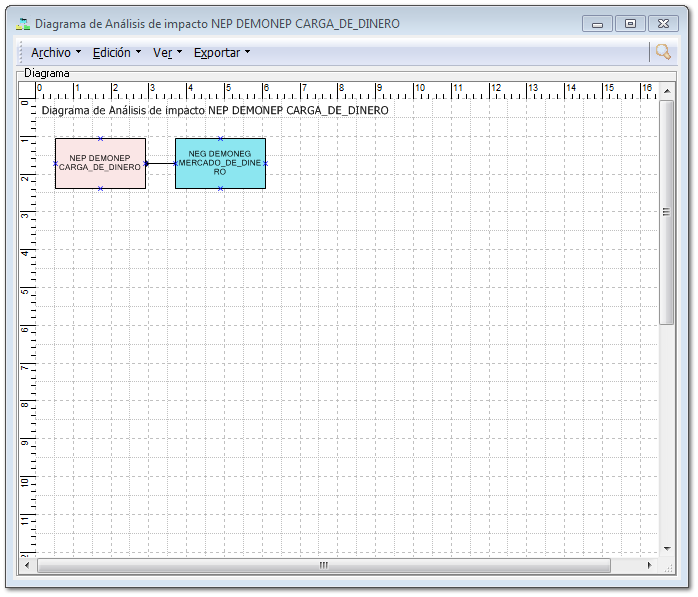 Diagrama de Análisis de impacto NEP DEMONEP CARGA_DE_DINERO
Archivo Edición Ver Exportar
Diagrama
0 1 2 3 4 5 6 7 8 9 10 11 12 13 14 15 16
Diagrama de Análisis de impacto NEP DEMONEP CARGA_DE_DINERO
NEP DEMONEP
CARGA_DE_DINERO
NEG DEMONEG
MERCADO_DE_DINE
RO
0
1
2
3
4
5
6
7
8
9
10
11